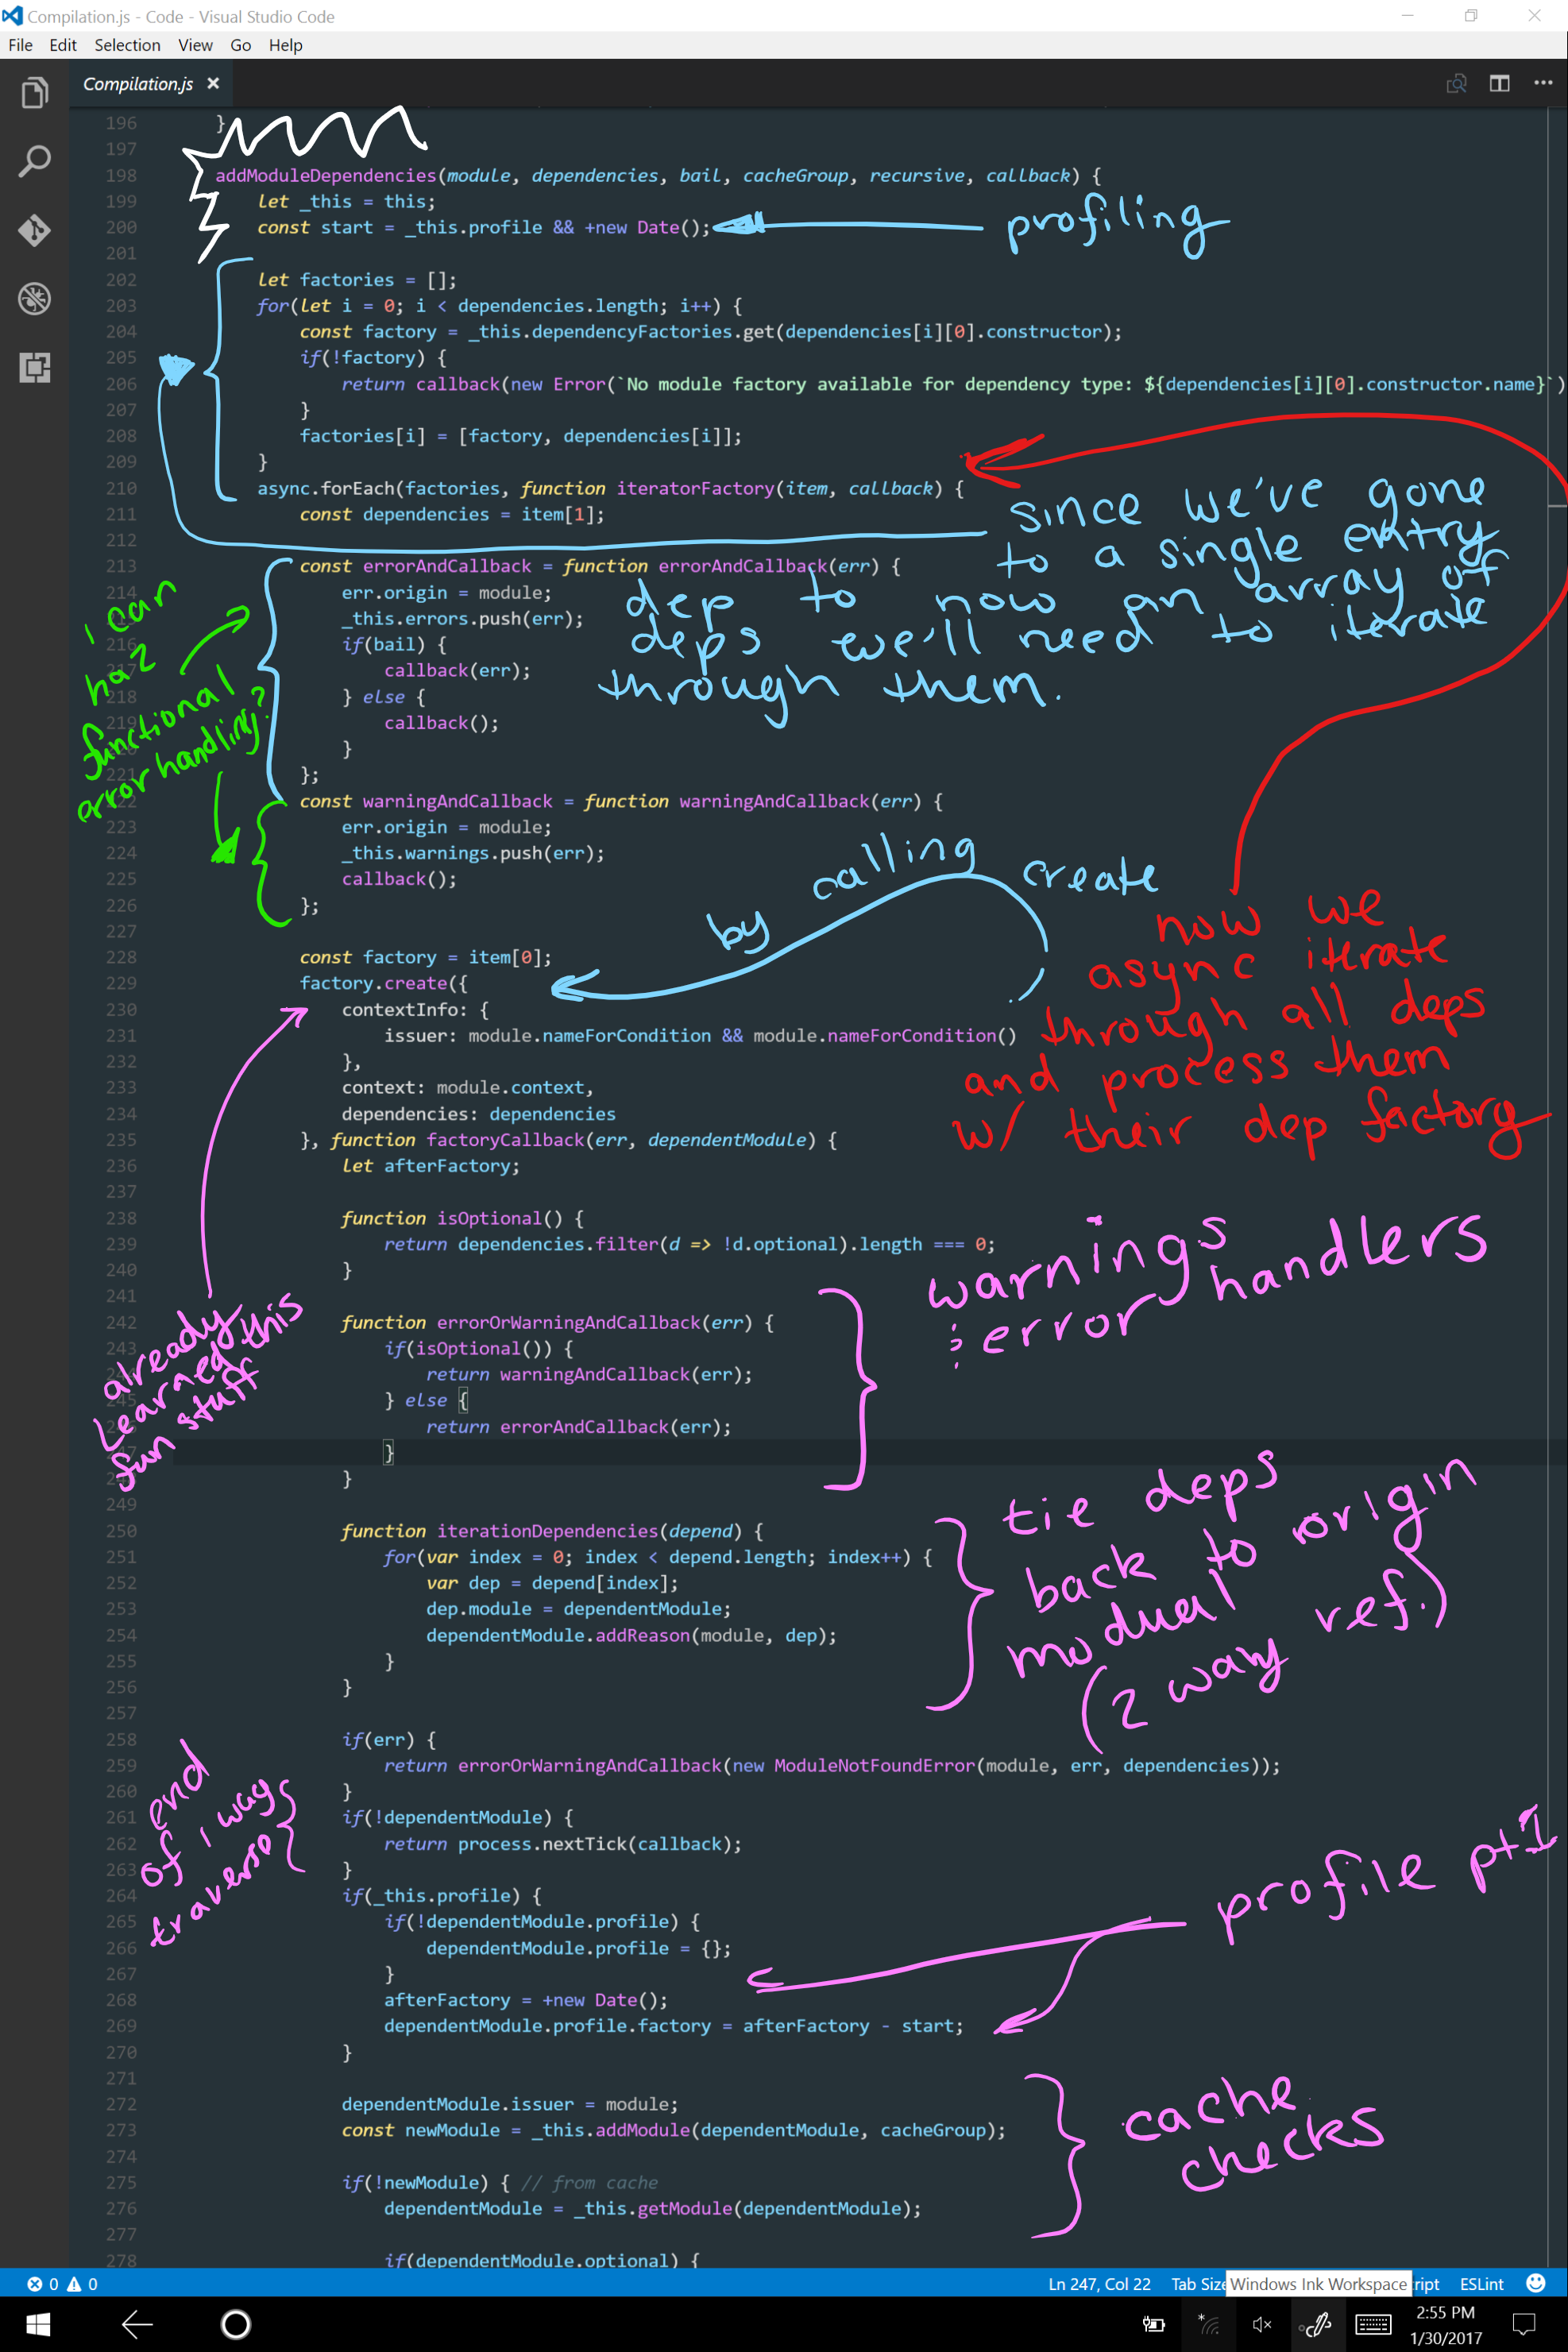 Compilation.js - Code - Visual Studio Code
File Edit Selection View Go Help
Compilation.js
196 }
197
198 addModuleDependencies(module, dependencies, bail, cacheGroup, recursive, callback) {
199 let _this = this;
200 const start = _this.profile && +new Date();
profiling
201
202 let factories = [];
203 for(let i = 0; i < dependencies.length; i++) {
204 const factory = _this.dependencyFactories.get(dependencies[i][0].constructor);
205 if(!factory) {
206 return callback(new Error(`No module factory available for dependency type: ${dependencies[i][0].constructor.name}`)
207 }
208 factories[i] = [factory, dependencies[i]];
209 }
210 async.forEach(factories, function iteratorFactory(item, callback) {
211 const dependencies = item[1];
212
since we've gone
to a single entry
dep to now an array of
deps we'll need to iterate
through them.
213 const errorAndCallback = function errorAndCallback(err) {
214 err.origin = module;
215 _this.errors.push(err);
216 if(bail) {
217 callback(err);
218 } else {
219 callback();
220 }
221 };
i can
haz
functional
error handling?
222 const warningAndCallback = function warningAndCallback(err) {
223 err.origin = module;
224 _this.warnings.push(err);
225 callback();
226 };
227
by calling create
228 const factory = item[0];
229 factory.create({
230 contextInfo: {
231 issuer: module.nameForCondition && module.nameForCondition()
232 },
233 context: module.context,
234 dependencies: dependencies
235 }, function factoryCallback(err, dependentModule) {
now we
async iterate
through all deps
and process them
w/ their dep factory
236 let afterFactory;
237
238 function isOptional() {
239 return dependencies.filter(d => !d.optional).length === 0;
240 }
241
242 function errorOrWarningAndCallback(err) {
243 if(isOptional()) {
244 return warningAndCallback(err);
245 } else {
246 return errorAndCallback(err);
247 }
248 }
warnings
error handlers
already
learned this
fun stuff
249
250 function iterationDependencies(depend) {
251 for(var index = 0; index < depend.length; index++) {
252 var dep = depend[index];
253 dep.module = dependentModule;
254 dependentModule.addReason(module, dep);
255 }
256 }
tie deps
back to origin
modual
(2 way ref.)
257
258 if(err) {
259 return errorOrWarningAndCallback(new ModuleNotFoundError(module, err, dependencies));
260 }
261 if(!dependentModule) {
262 return process.nextTick(callback);
263 }
end
of 1 way
traverse
264 if(_this.profile) {
265 if(!dependentModule.profile) {
266 dependentModule.profile = {};
267 }
268 afterFactory = +new Date();
269 dependentModule.profile.factory = afterFactory - start;
270 }
profile pt1
271
272 dependentModule.issuer = module;
273 const newModule = _this.addModule(dependentModule, cacheGroup);
274
275 if(!newModule) { // from cache
276 dependentModule = _this.getModule(dependentModule);
277
cache
checks
278 if(dependentModule.optional) {
0 0 Ln 247, Col 22 Tab Size Windows Ink Workspace ript ESLint
2:55 PM
1/30/2017